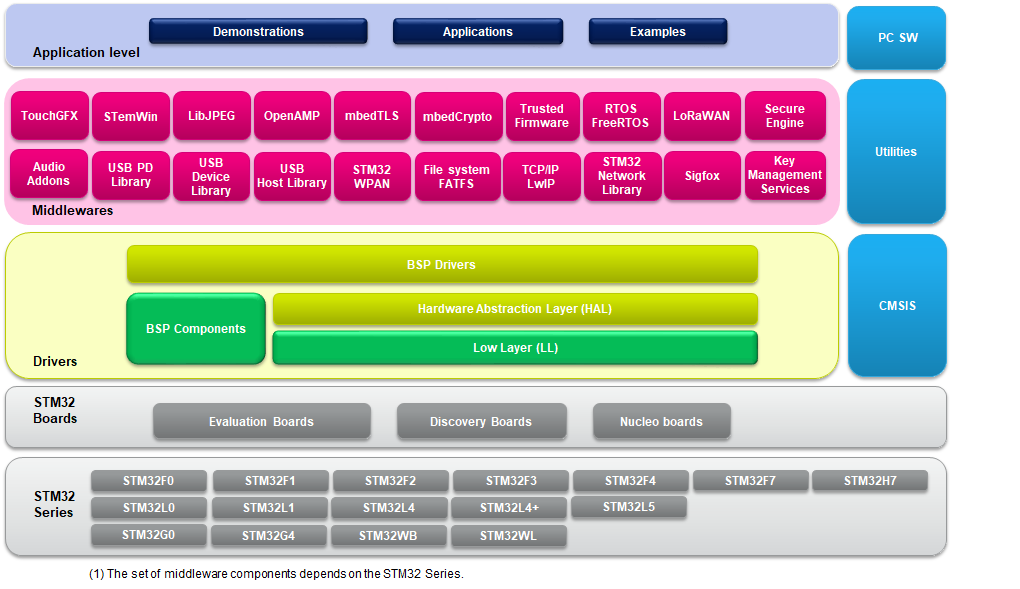 Demonstrations
Applications
Examples
Application level
PC SW
TouchGFX
STemWin
LibJPEG
OpenAMP
mbedTLS
mbedCrypto
Trusted
Firmware
RTOS
FreeRTOS
LoRaWAN
Secure
Engine
Audio
Addons
USB PD
Library
USB
Device
Library
USB
Host Library
STM32
WPAN
File system
FATFS
TCP/IP
LwIP
STM32
Network
Library
Sigfox
Key
Management
Services
Middlewares
Utilities
BSP Drivers
BSP Components
Hardware Abstraction Layer (HAL)
Low Layer (LL)
Drivers
CMSIS
STM32
Boards
Evaluation Boards
Discovery Boards
Nucleo boards
STM32
Series
STM32F0
STM32F1
STM32F2
STM32F3
STM32F4
STM32F7
STM32H7
STM32L0
STM32L1
STM32L4
STM32L4+
STM32L5
STM32G0
STM32G4
STM32WB
STM32WL
(1) The set of middleware components depends on the STM32 Series.